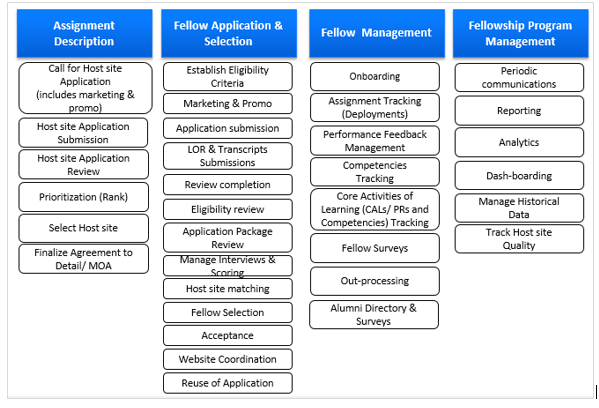 Assignment
Description
Call for Host site
Application
(includes marketing &
promo)
Host site Application
Submission
Host site Application
Review
Prioritization (Rank)
Select Host site
Finalize Agreement to
Detail/ MOA
Fellow Application &
Selection
Establish Eligibility
Criteria
Marketing & Promo
Application submission
LOR & Transcripts
Submissions
Review completion
Eligibility review
Application Package
Review
Manage Interviews &
Scoring
Host site matching
Fellow Selection
Acceptance
Website Coordination
Reuse of Application
Fellow Management
Onboarding
Assignment Tracking
(Deployments)
Performance Feedback
Management
Competencies
Tracking
Core Activities of
Learning (CALs/ PRs and
Competencies) Tracking
Fellow Surveys
Out-processing
Alumni Directory &
Surveys
Fellowship Program
Management
Periodic
communications
Reporting
Analytics
Dash-boarding
Manage Historical
Data
Track Host site
Quality